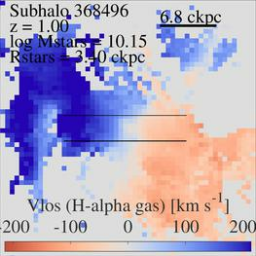 Subhalo 368496
6.8 ckpc
z = 1.00
log Mstars = 10.15
Rstars = 3.40 ckpc
Vlos (H-alpha gas) [km s⁻¹]
-200 -100 0 100 200